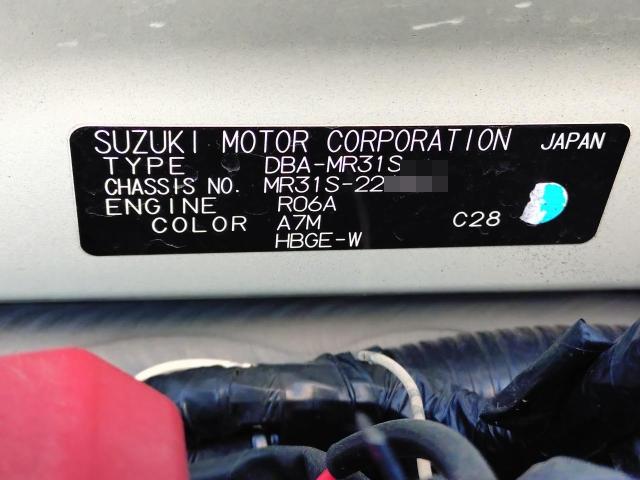 SUZUKI MOTOR CORPORATION JAPAN
TYPE DBA-MR31S
CHASSIS NO. MR31S-22
ENGINE R06A
COLOR A7M C28
HBGE-W